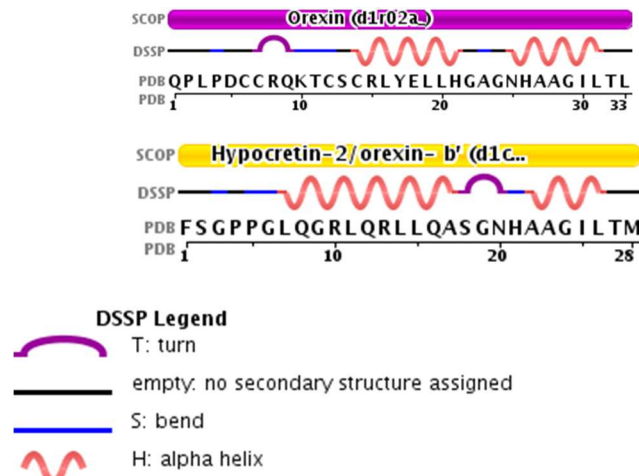 SCOP Orexin (d1r02a_)
DSSP
PDB QPLPDCCRQKTCSCRLYELLHGAGNHAAGILTL
PDB 1 10 20 30 33
SCOP Hypocretin-2/orexin- b' (d1c...
DSSP
PDB FSGPPGLQGRLQRLLQASGNHAAGILTM
PDB 1 10 20 28
DSSP Legend
T: turn
empty: no secondary structure assigned
S: bend
H: alpha helix